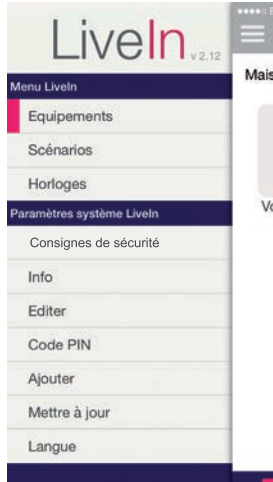 LiveIn v 2.12
Menu LiveIn
Equipements
Scénarios
Horloges
Paramètres système LiveIn
Consignes de sécurité
Info
Editer
Code PIN
Ajouter
Mettre à jour
Langue
Mais
Vo